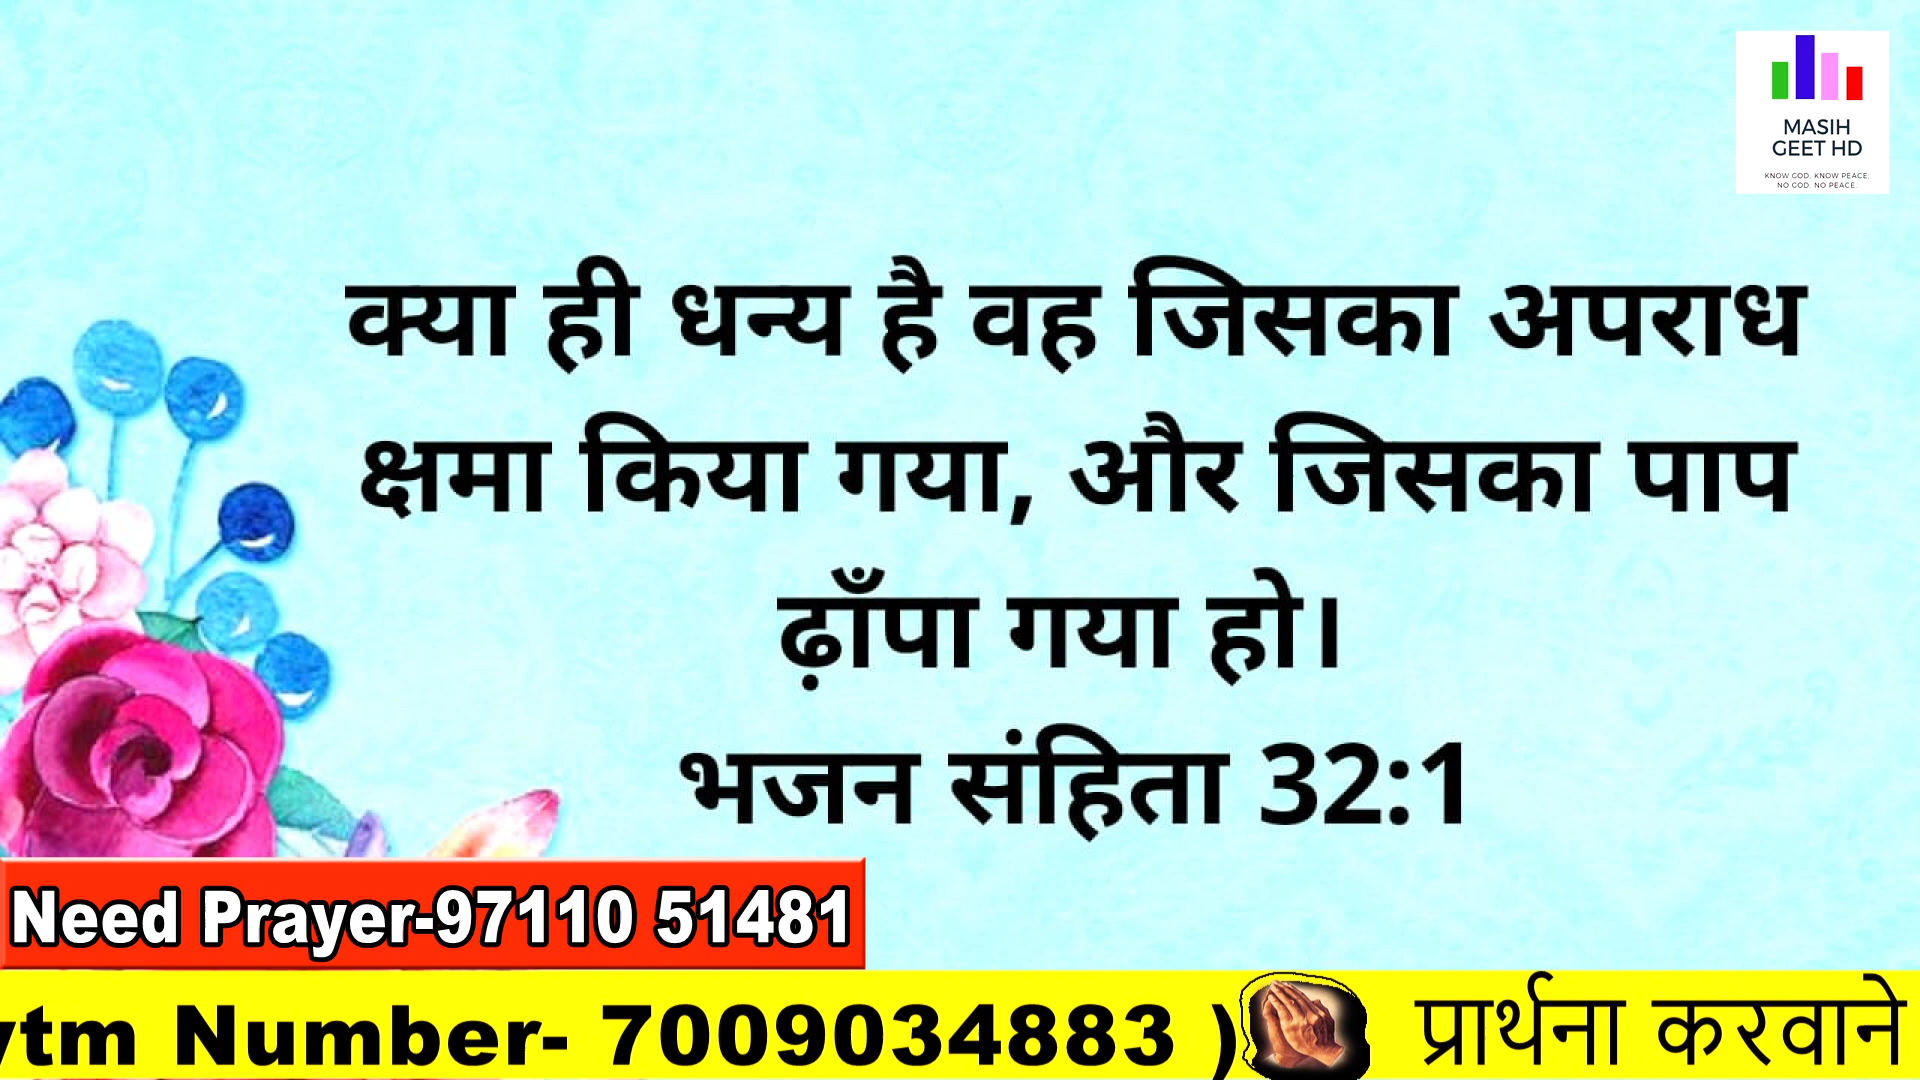 MASIH
GEET HD
KNOW GOD. KNOW PEACE.
NO GOD. NO PEACE.
क्या ही धन्य है वह जिसका अपराध
क्षमा किया गया, और जिसका पाप
ढ़ाँपा गया हो।
भजन संहिता 32:1
Need Prayer-97110 51481
ytm Number- 7009034883 ) प्रार्थना करवाने